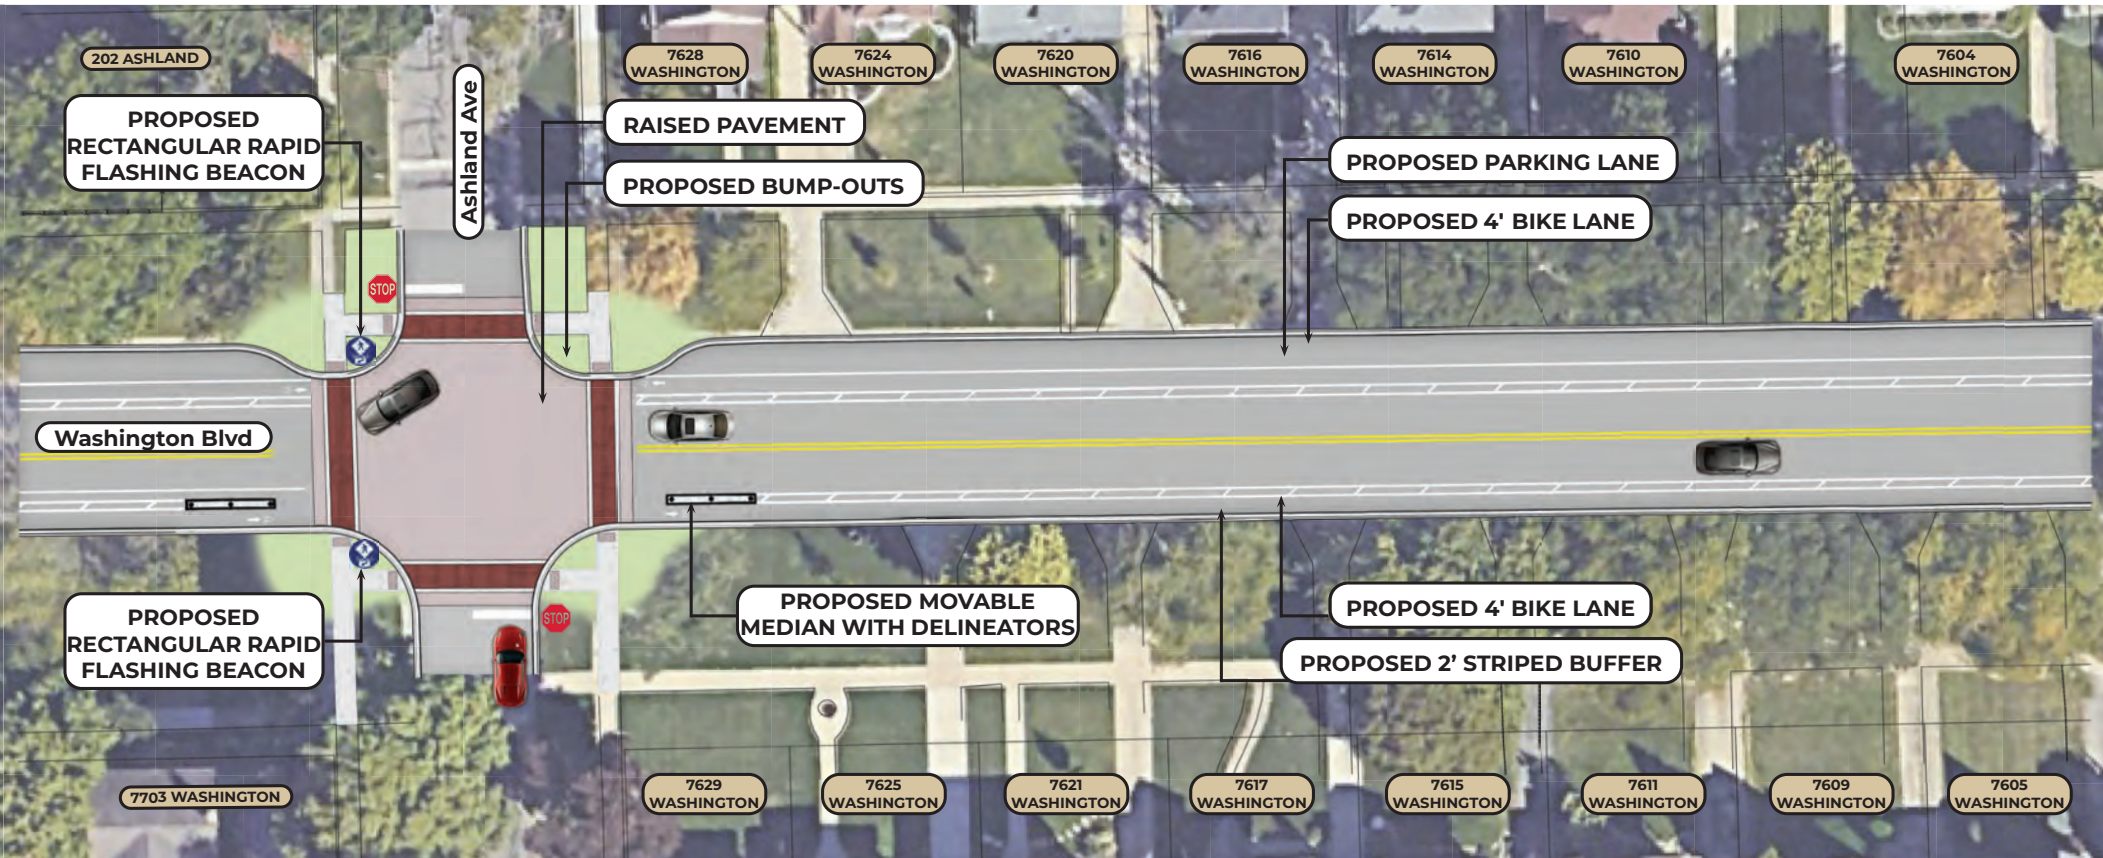 202 ASHLAND
7628
WASHINGTON
7624
WASHINGTON
7620
WASHINGTON
7616
WASHINGTON
7614
WASHINGTON
7610
WASHINGTON
7604
WASHINGTON
PROPOSED
RECTANGULAR RAPID
FLASHING BEACON
Ashland Ave
RAISED PAVEMENT
PROPOSED BUMP-OUTS
PROPOSED PARKING LANE
PROPOSED 4' BIKE LANE
STOP
Washington Blvd
PROPOSED
RECTANGULAR RAPID
FLASHING BEACON
STOP
PROPOSED MOVABLE
MEDIAN WITH DELINEATORS
PROPOSED 4' BIKE LANE
PROPOSED 2’ STRIPED BUFFER
7703 WASHINGTON
7629
WASHINGTON
7625
WASHINGTON
7621
WASHINGTON
7617
WASHINGTON
7615
WASHINGTON
7611
WASHINGTON
7609
WASHINGTON
7605
WASHINGTON